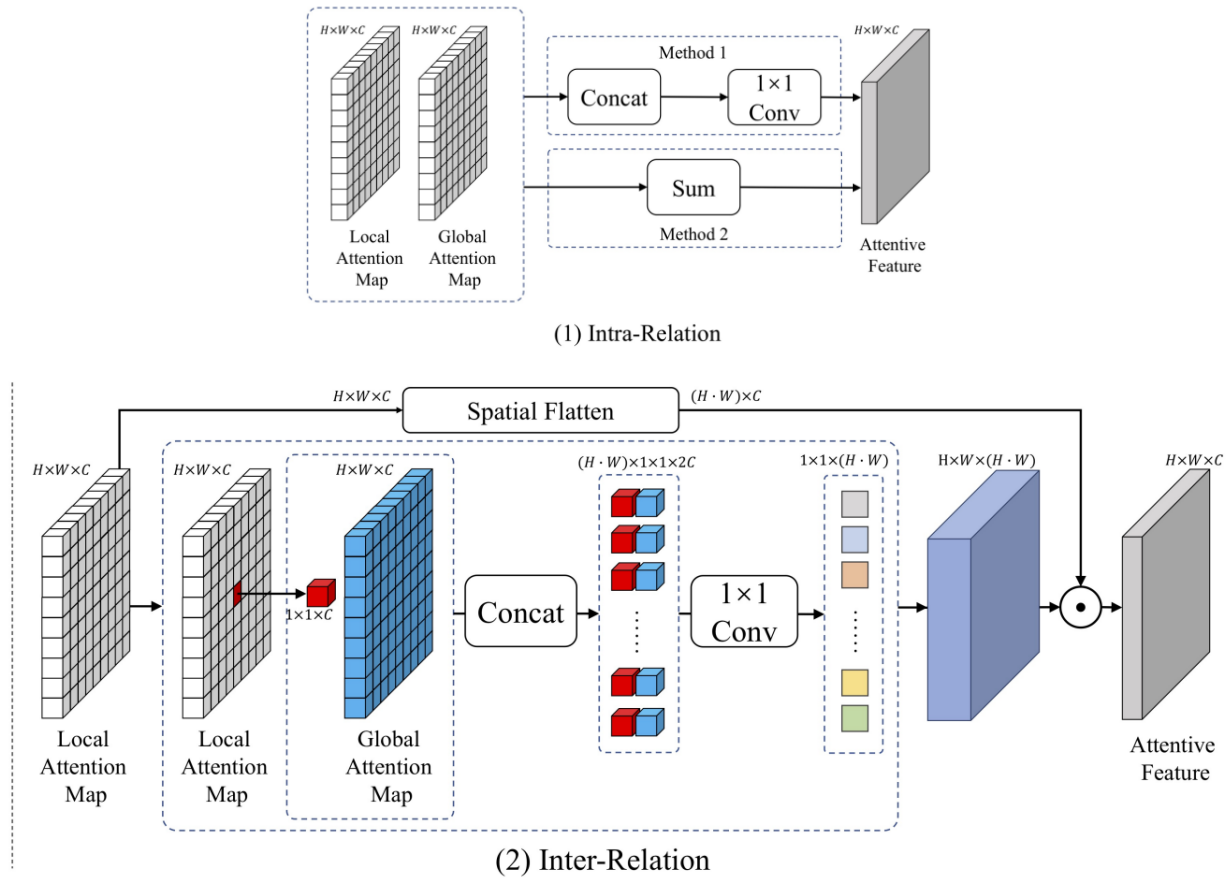 H×W×C
H×W×C
H×W×C
Method 1
Concat
1×1
Conv
Sum
Method 2
Local
Attention
Map
Global
Attention
Map
Attentive
Feature
(1) Intra-Relation
H×W×C
Spatial Flatten
(H · W)×C
H×W×C
H×W×C
H×W×C
(H · W)×1×1×2C
1×1×(H · W)
H×W×(H · W)
H×W×C
1×1×C
Concat
1×1
Conv
Local
Attention
Map
Local
Attention
Map
Global
Attention
Map
Attentive
Feature
(2) Inter-Relation